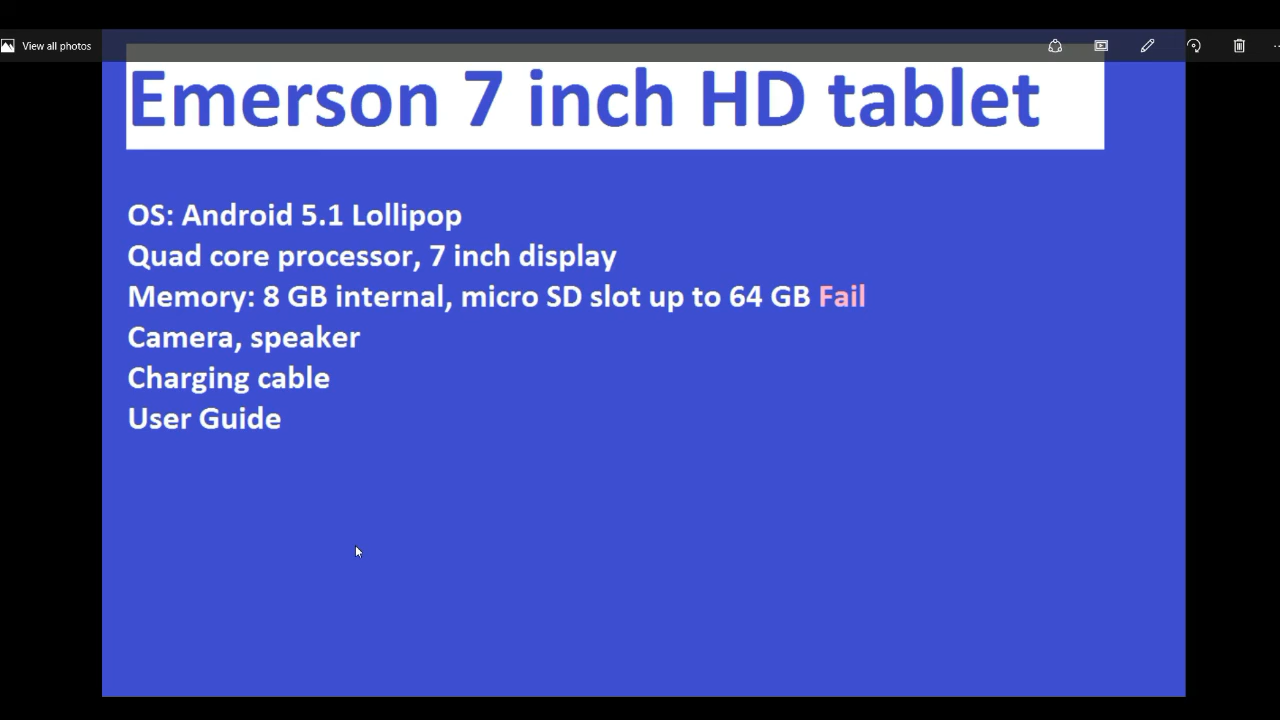 View all photos
Emerson 7 inch HD tablet
OS: Android 5.1 Lollipop
Quad core processor, 7 inch display
Memory: 8 GB internal, micro SD slot up to 64 GB Fail
Camera, speaker
Charging cable
User Guide